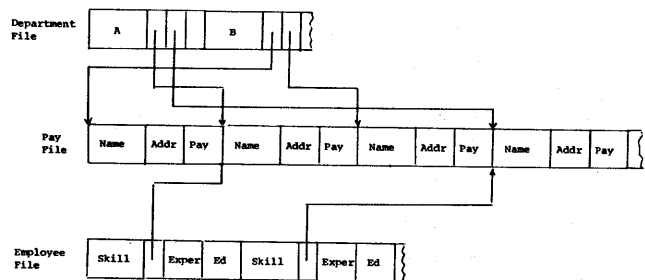 Department
File
A B
Pay
File
Name Addr Pay Name Addr Pay Name Addr Pay Name Addr Pay
Employee
File
Skill Exper Ed Skill Exper Ed